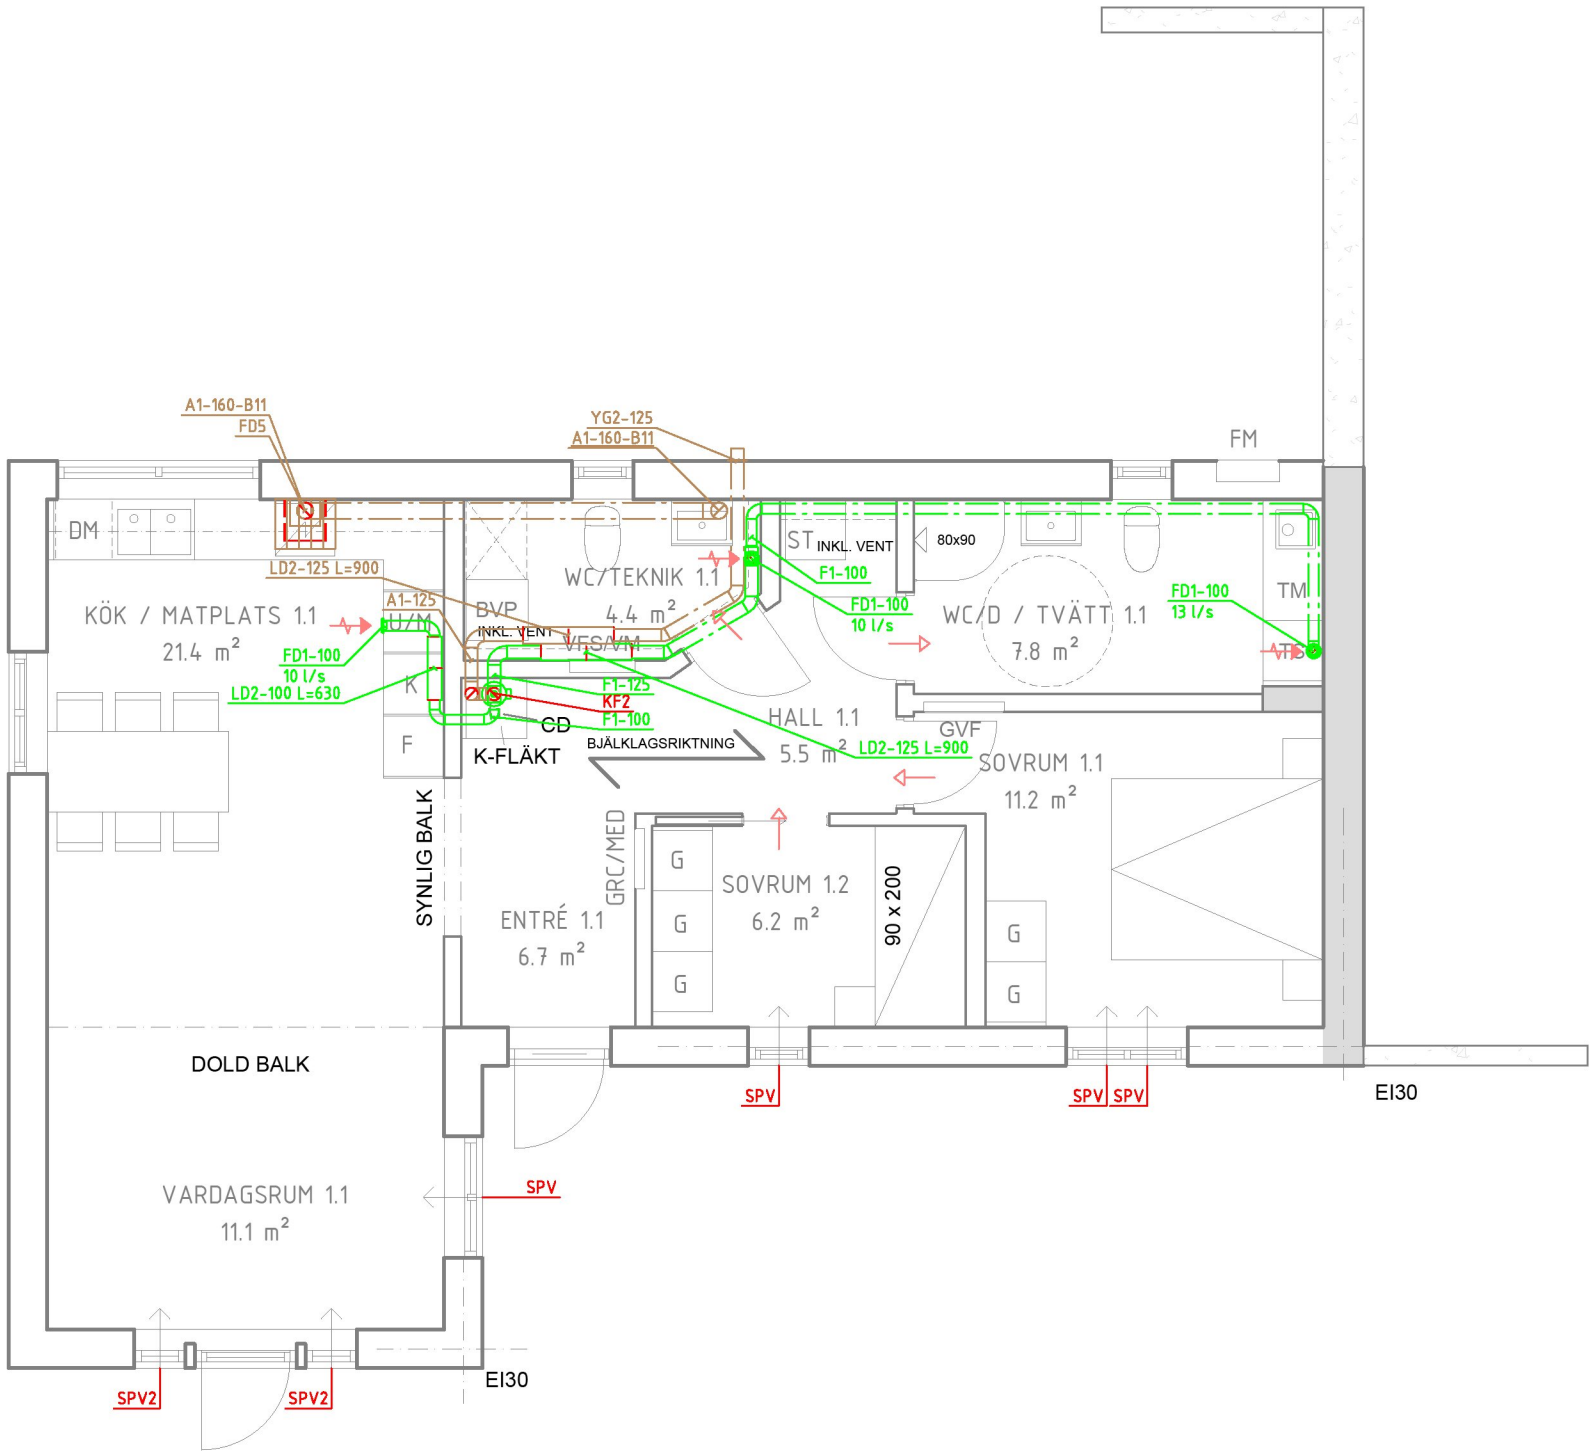 A1-160-B11
FD5
YG2-125
A1-160-B11
FM
DM
ST
INKL. VENT
80x90
F1-100
LD2-125 L=900
WC/TEKNIK 1.1
4.4 m²
FD1-100
10 l/s
WC/D / TVÄTT 1.1
7.8 m²
FD1-100
13 l/s
TM
TS
A1-125
BVP
INKL. VENT
VFS/VM
KÖK / MATPLATS 1.1
21.4 m²
U/M
FD1-100
10 l/s
LD2-100 L=630
K
F
F1-125
KF2
F1-100
CD
K-FLÄKT
BJÄLKLAGSRIKTNING
HALL 1.1
5.5 m²
LD2-125 L=900
GVF
SOVRUM 1.1
11.2 m²
SYNLIG BALK
GRC/MED
G
G
G
SOVRUM 1.2
6.2 m²
90 x 200
G
G
ENTRÉ 1.1
6.7 m²
DOLD BALK
SPV
SPV
SPV
EI30
SPV
VARDAGSRUM 1.1
11.1 m²
SPV2
SPV2
EI30